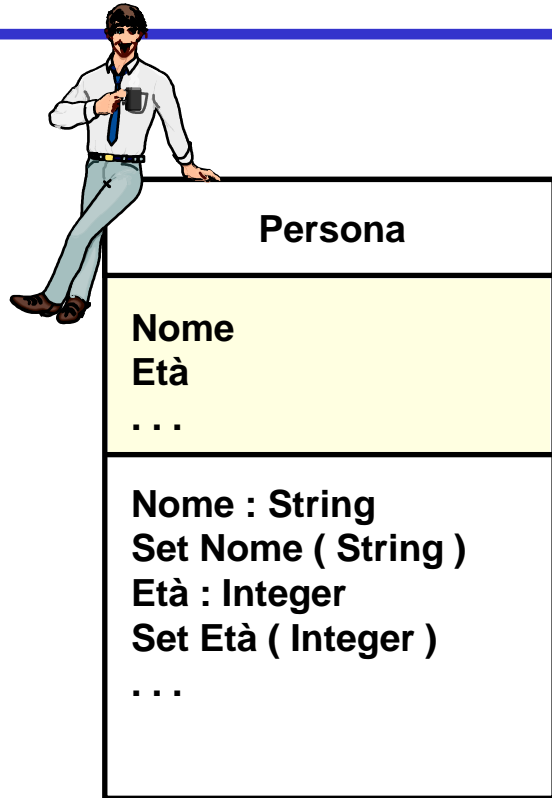 Persona
Nome
Età
. . .
Nome : String
Set Nome ( String )
Età : Integer
Set Età ( Integer )
. . .